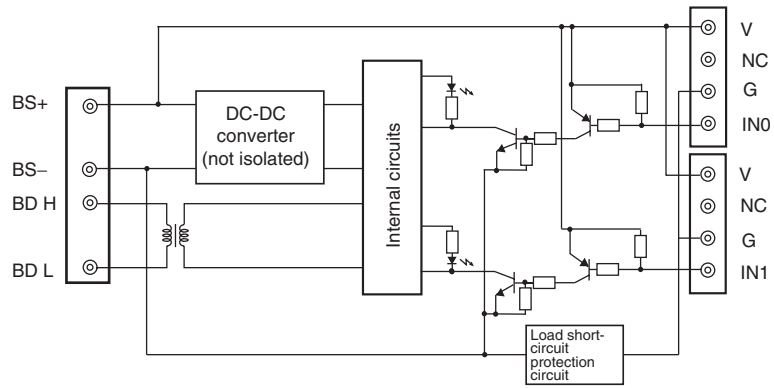 BS+
BS–
BD H
BD L
DC-DC
converter
(not isolated)
Internal circuits
V
NC
G
IN0
V
NC
G
IN1
Load short-
circuit
protection
circuit